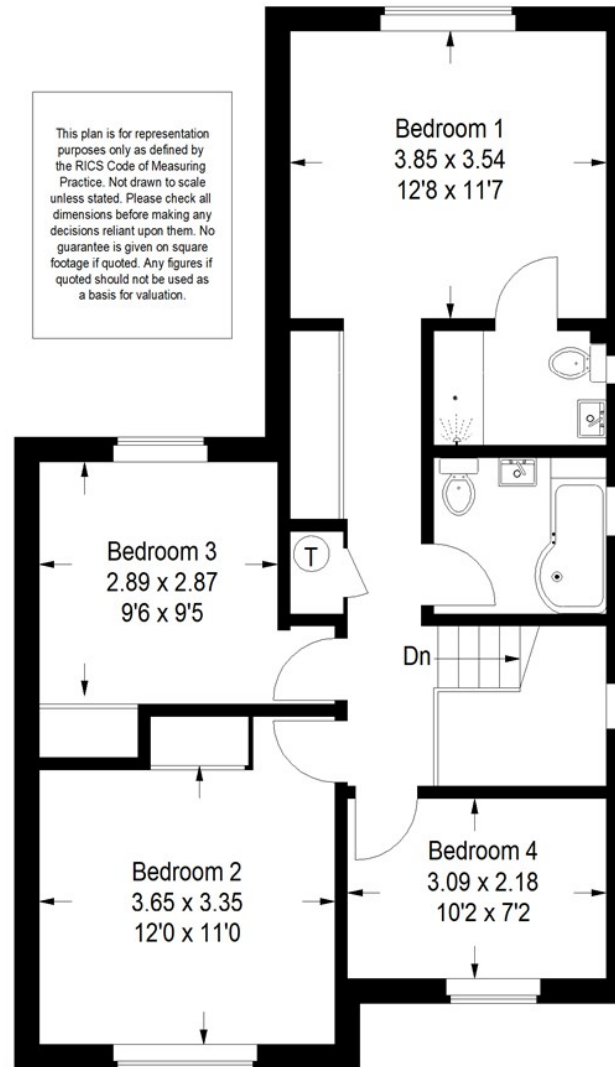 This plan is for representation
purposes only as defined by
the RICS Code of Measuring
Practice. Not drawn to scale
unless stated. Please check all
dimensions before making any
decisions reliant upon them. No
guarantee is given on square
footage if quoted. Any figures if
quoted should not be used as
a basis for valuation.
Bedroom 1
3.85 x 3.54
12'8 x 11'7
Bedroom 3
2.89 x 2.87
9'6 x 9'5
T
Dn
Bedroom 2
3.65 x 3.35
12'0 x 11'0
Bedroom 4
3.09 x 2.18
10'2 x 7'2